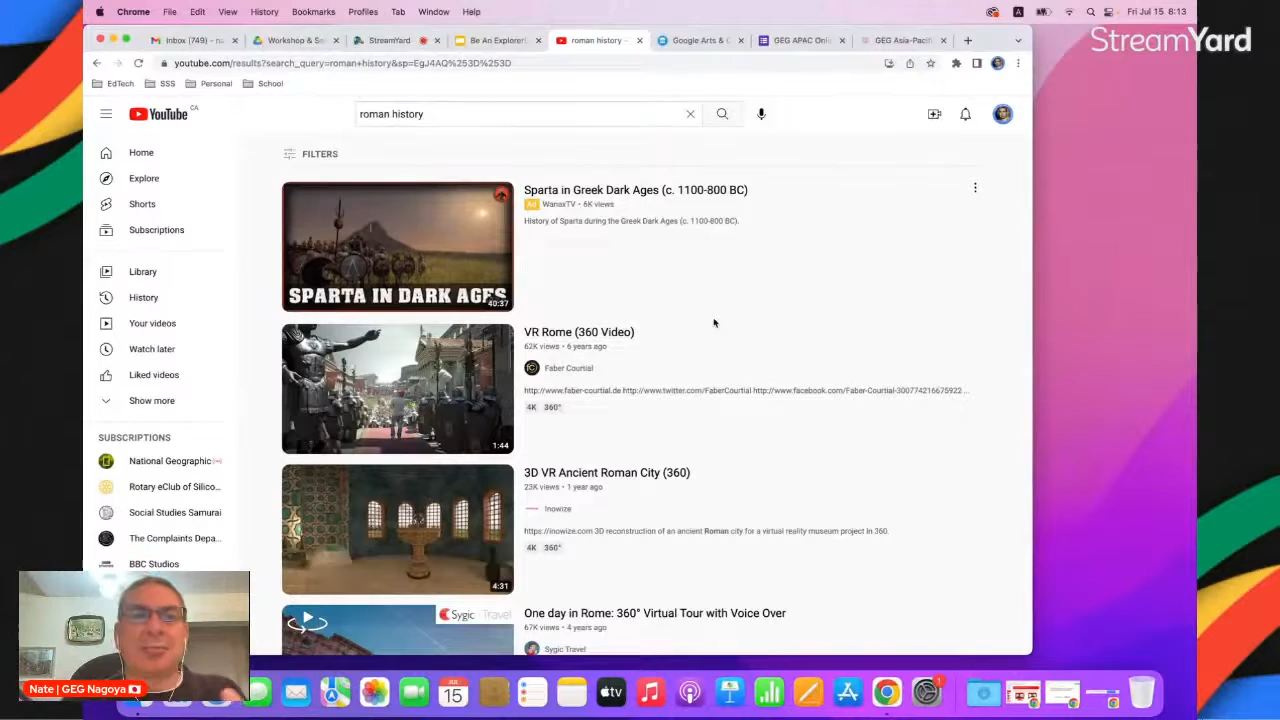 Chrome File Edit View History Bookmarks Profiles Tab Window Help
A Fri Jul 15 8:13
StreamYard
Inbox (749) - na
Workshop & Se
StreamYard
Be An Explorer
roman history -
Google Arts & C
GEG APAC Onli
GEG Asia-Pacif
youtube.com/results?search_query=roman+history&sp=EgJ4AQ%253D%253D
EdTech SSS Personal School
YouTube CA
roman history
FILTERS
Home
Explore
Shorts
Subscriptions
Library
History
Your videos
Watch later
Liked videos
Show more
SUBSCRIPTIONS
National Geographic
Rotary eClub of Silico...
Social Studies Samurai
The Complaints Depa...
BBC Studios
SPARTA IN DARK AGES
40:37
Sparta in Greek Dark Ages (c. 1100-800 BC)
Ad WanaxTV • 6K views
History of Sparta during the Greek Dark Ages (c. 1100-800 BC).
1:44
VR Rome (360 Video)
62K views • 6 years ago
Faber Courtial
http://www.faber-courtial.de http://www.twitter.com/FaberCourtial http://www.facebook.com/Faber-Courtial-300774216675922 ...
4K 360°
4:31
3D VR Ancient Roman City (360)
23K views • 1 year ago
Inowize
https://inowize.com 3D reconstruction of an ancient Roman city for a virtual reality museum project in 360.
4K 360°
Sygic Travel
One day in Rome: 360° Virtual Tour with Voice Over
67K views • 4 years ago
Sygic Travel
Nate | GEG Nagoya
JUL
15
tv
1